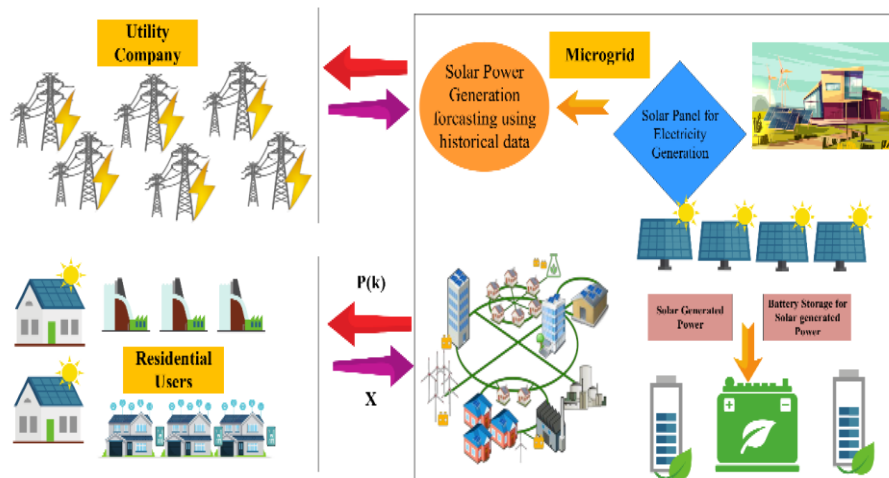 Utility
Company
Solar Power
Generation
forcasting using
historical data
Microgrid
Solar Panel for
Electricity
Generation
P(k)
X
Residential
Users
Solar Generated
Power
Battery Storage for
Solar generated
Power